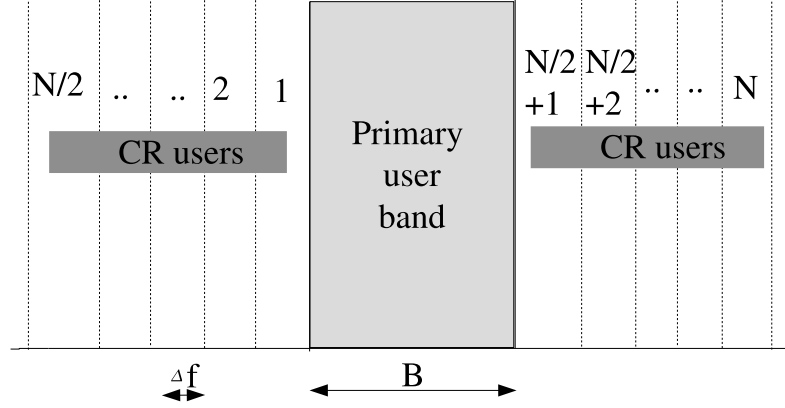 N/2 .. .. 2 1
CR users
Primary
user
band
N/2 N/2 .. .. N
+1 +2
CR users
Δf
B